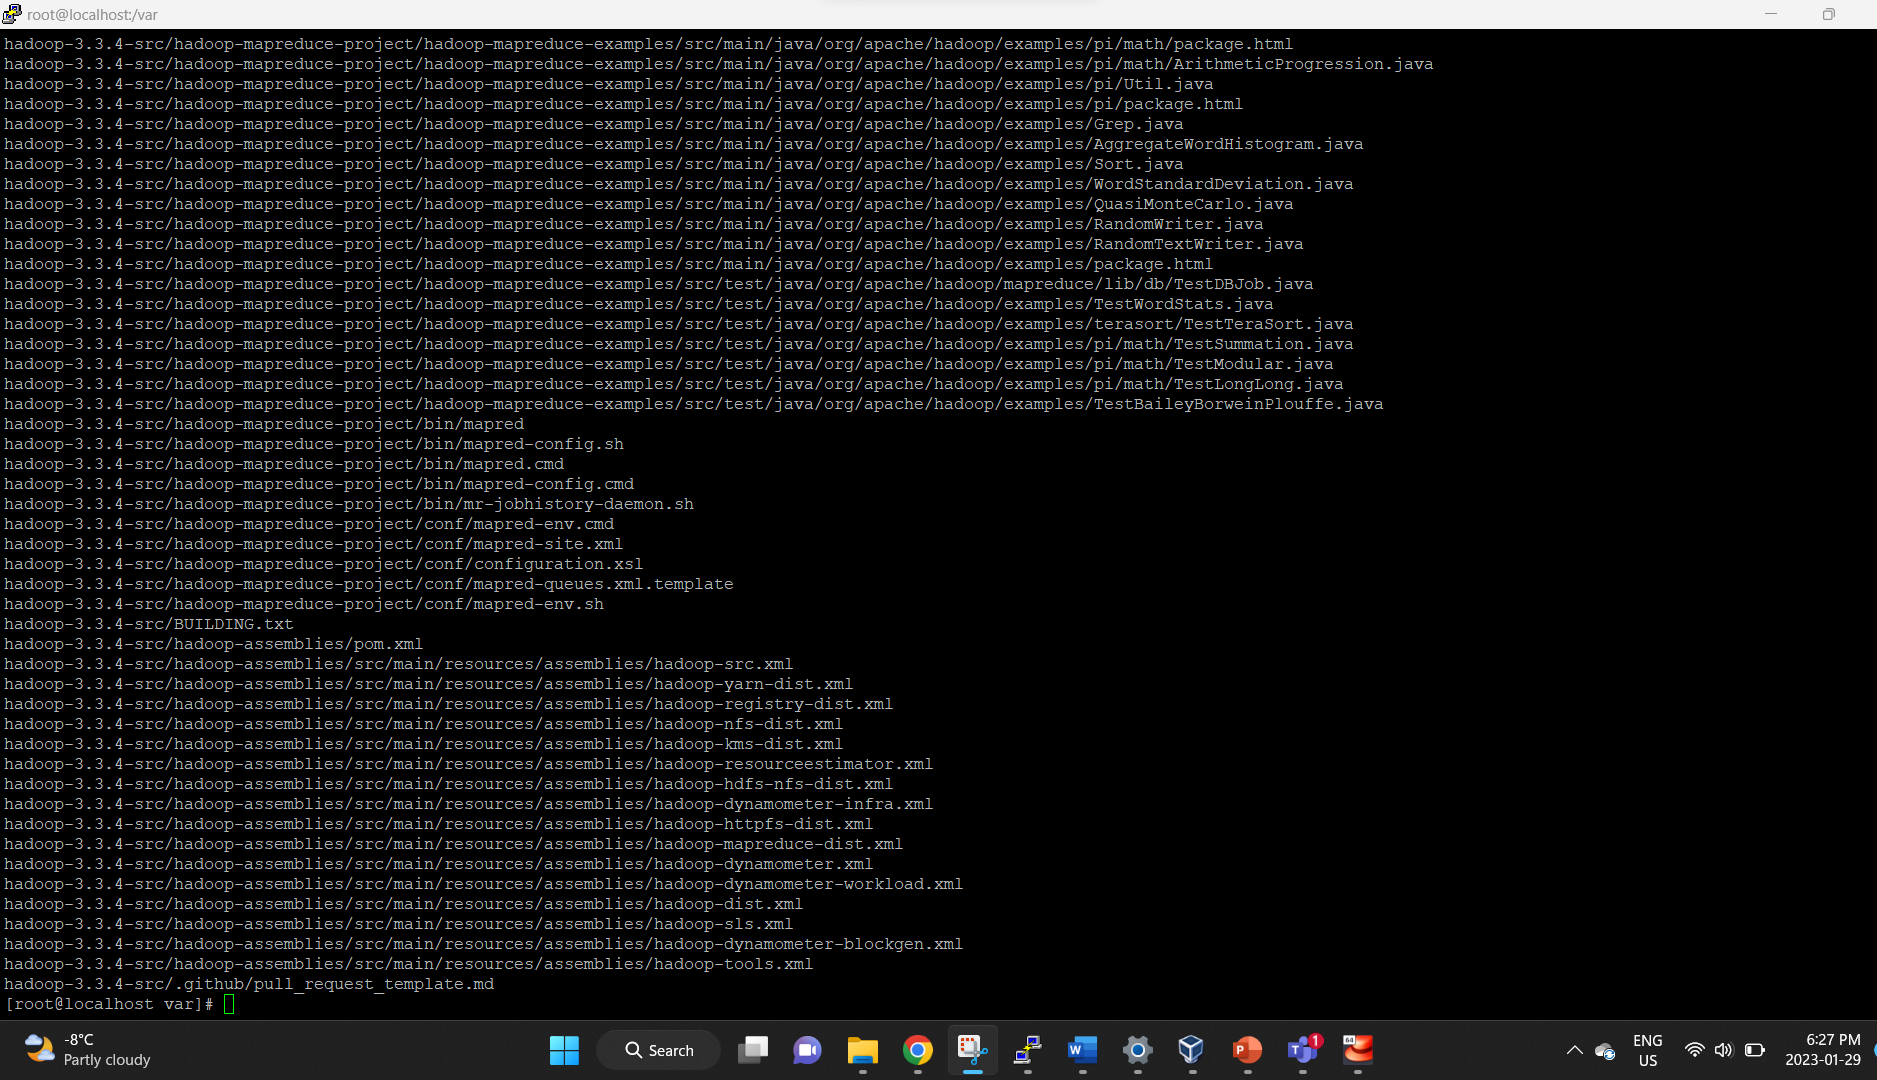 root@localhost:/var
hadoop-3.3.4-src/hadoop-mapreduce-project/hadoop-mapreduce-examples/src/main/java/org/apache/hadoop/examples/pi/math/package.html
hadoop-3.3.4-src/hadoop-mapreduce-project/hadoop-mapreduce-examples/src/main/java/org/apache/hadoop/examples/pi/math/ArithmeticProgression.java
hadoop-3.3.4-src/hadoop-mapreduce-project/hadoop-mapreduce-examples/src/main/java/org/apache/hadoop/examples/pi/Util.java
hadoop-3.3.4-src/hadoop-mapreduce-project/hadoop-mapreduce-examples/src/main/java/org/apache/hadoop/examples/pi/package.html
hadoop-3.3.4-src/hadoop-mapreduce-project/hadoop-mapreduce-examples/src/main/java/org/apache/hadoop/examples/Grep.java
hadoop-3.3.4-src/hadoop-mapreduce-project/hadoop-mapreduce-examples/src/main/java/org/apache/hadoop/examples/AggregateWordHistogram.java
hadoop-3.3.4-src/hadoop-mapreduce-project/hadoop-mapreduce-examples/src/main/java/org/apache/hadoop/examples/Sort.java
hadoop-3.3.4-src/hadoop-mapreduce-project/hadoop-mapreduce-examples/src/main/java/org/apache/hadoop/examples/WordStandardDeviation.java
hadoop-3.3.4-src/hadoop-mapreduce-project/hadoop-mapreduce-examples/src/main/java/org/apache/hadoop/examples/QuasiMonteCarlo.java
hadoop-3.3.4-src/hadoop-mapreduce-project/hadoop-mapreduce-examples/src/main/java/org/apache/hadoop/examples/RandomWriter.java
hadoop-3.3.4-src/hadoop-mapreduce-project/hadoop-mapreduce-examples/src/main/java/org/apache/hadoop/examples/RandomTextWriter.java
hadoop-3.3.4-src/hadoop-mapreduce-project/hadoop-mapreduce-examples/src/main/java/org/apache/hadoop/examples/package.html
hadoop-3.3.4-src/hadoop-mapreduce-project/hadoop-mapreduce-examples/src/test/java/org/apache/hadoop/mapreduce/lib/db/TestDBJob.java
hadoop-3.3.4-src/hadoop-mapreduce-project/hadoop-mapreduce-examples/src/test/java/org/apache/hadoop/examples/TestWordStats.java
hadoop-3.3.4-src/hadoop-mapreduce-project/hadoop-mapreduce-examples/src/test/java/org/apache/hadoop/examples/terasort/TestTeraSort.java
hadoop-3.3.4-src/hadoop-mapreduce-project/hadoop-mapreduce-examples/src/test/java/org/apache/hadoop/examples/pi/math/TestSummation.java
hadoop-3.3.4-src/hadoop-mapreduce-project/hadoop-mapreduce-examples/src/test/java/org/apache/hadoop/examples/pi/math/TestModular.java
hadoop-3.3.4-src/hadoop-mapreduce-project/hadoop-mapreduce-examples/src/test/java/org/apache/hadoop/examples/pi/math/TestLongLong.java
hadoop-3.3.4-src/hadoop-mapreduce-project/hadoop-mapreduce-examples/src/test/java/org/apache/hadoop/examples/TestBaileyBorweinPlouffe.java
hadoop-3.3.4-src/hadoop-mapreduce-project/bin/mapred
hadoop-3.3.4-src/hadoop-mapreduce-project/bin/mapred-config.sh
hadoop-3.3.4-src/hadoop-mapreduce-project/bin/mapred.cmd
hadoop-3.3.4-src/hadoop-mapreduce-project/bin/mapred-config.cmd
hadoop-3.3.4-src/hadoop-mapreduce-project/bin/mr-jobhistory-daemon.sh
hadoop-3.3.4-src/hadoop-mapreduce-project/conf/mapred-env.cmd
hadoop-3.3.4-src/hadoop-mapreduce-project/conf/mapred-site.xml
hadoop-3.3.4-src/hadoop-mapreduce-project/conf/configuration.xsl
hadoop-3.3.4-src/hadoop-mapreduce-project/conf/mapred-queues.xml.template
hadoop-3.3.4-src/hadoop-mapreduce-project/conf/mapred-env.sh
hadoop-3.3.4-src/BUILDING.txt
hadoop-3.3.4-src/hadoop-assemblies/pom.xml
hadoop-3.3.4-src/hadoop-assemblies/src/main/resources/assemblies/hadoop-src.xml
hadoop-3.3.4-src/hadoop-assemblies/src/main/resources/assemblies/hadoop-yarn-dist.xml
hadoop-3.3.4-src/hadoop-assemblies/src/main/resources/assemblies/hadoop-registry-dist.xml
hadoop-3.3.4-src/hadoop-assemblies/src/main/resources/assemblies/hadoop-nfs-dist.xml
hadoop-3.3.4-src/hadoop-assemblies/src/main/resources/assemblies/hadoop-kms-dist.xml
hadoop-3.3.4-src/hadoop-assemblies/src/main/resources/assemblies/hadoop-resourceestimator.xml
hadoop-3.3.4-src/hadoop-assemblies/src/main/resources/assemblies/hadoop-hdfs-nfs-dist.xml
hadoop-3.3.4-src/hadoop-assemblies/src/main/resources/assemblies/hadoop-dynamometer-infra.xml
hadoop-3.3.4-src/hadoop-assemblies/src/main/resources/assemblies/hadoop-httpfs-dist.xml
hadoop-3.3.4-src/hadoop-assemblies/src/main/resources/assemblies/hadoop-mapreduce-dist.xml
hadoop-3.3.4-src/hadoop-assemblies/src/main/resources/assemblies/hadoop-dynamometer.xml
hadoop-3.3.4-src/hadoop-assemblies/src/main/resources/assemblies/hadoop-dynamometer-workload.xml
hadoop-3.3.4-src/hadoop-assemblies/src/main/resources/assemblies/hadoop-dist.xml
hadoop-3.3.4-src/hadoop-assemblies/src/main/resources/assemblies/hadoop-sls.xml
hadoop-3.3.4-src/hadoop-assemblies/src/main/resources/assemblies/hadoop-dynamometer-blockgen.xml
hadoop-3.3.4-src/hadoop-assemblies/src/main/resources/assemblies/hadoop-tools.xml
hadoop-3.3.4-src/.github/pull_request_template.md
[root@localhost var]#
-8°C
Partly cloudy
Search
W
P
T
1
64
ENG
US
6:27 PM
2023-01-29